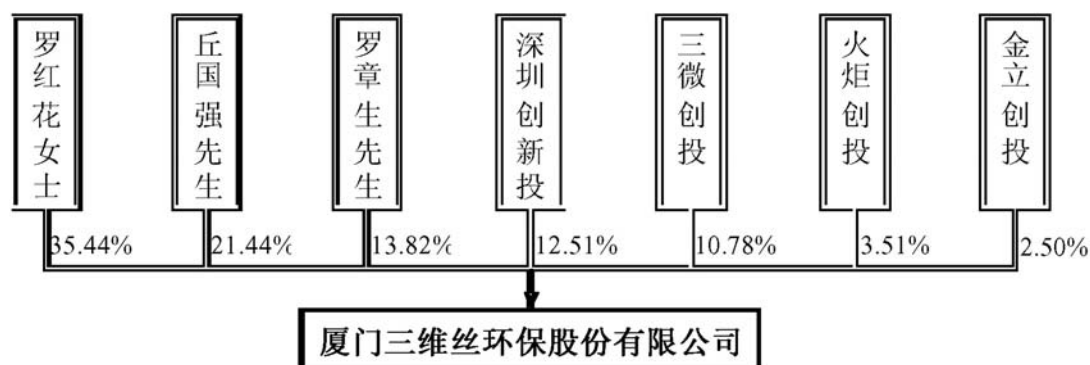 罗红花女士
丘国强先生
罗章生先生
深圳创新投
三微创投
火炬创投
金立创投
35.44%
21.44%
13.82%
12.51%
10.78%
3.51%
2.50%
厦门三维丝环保股份有限公司